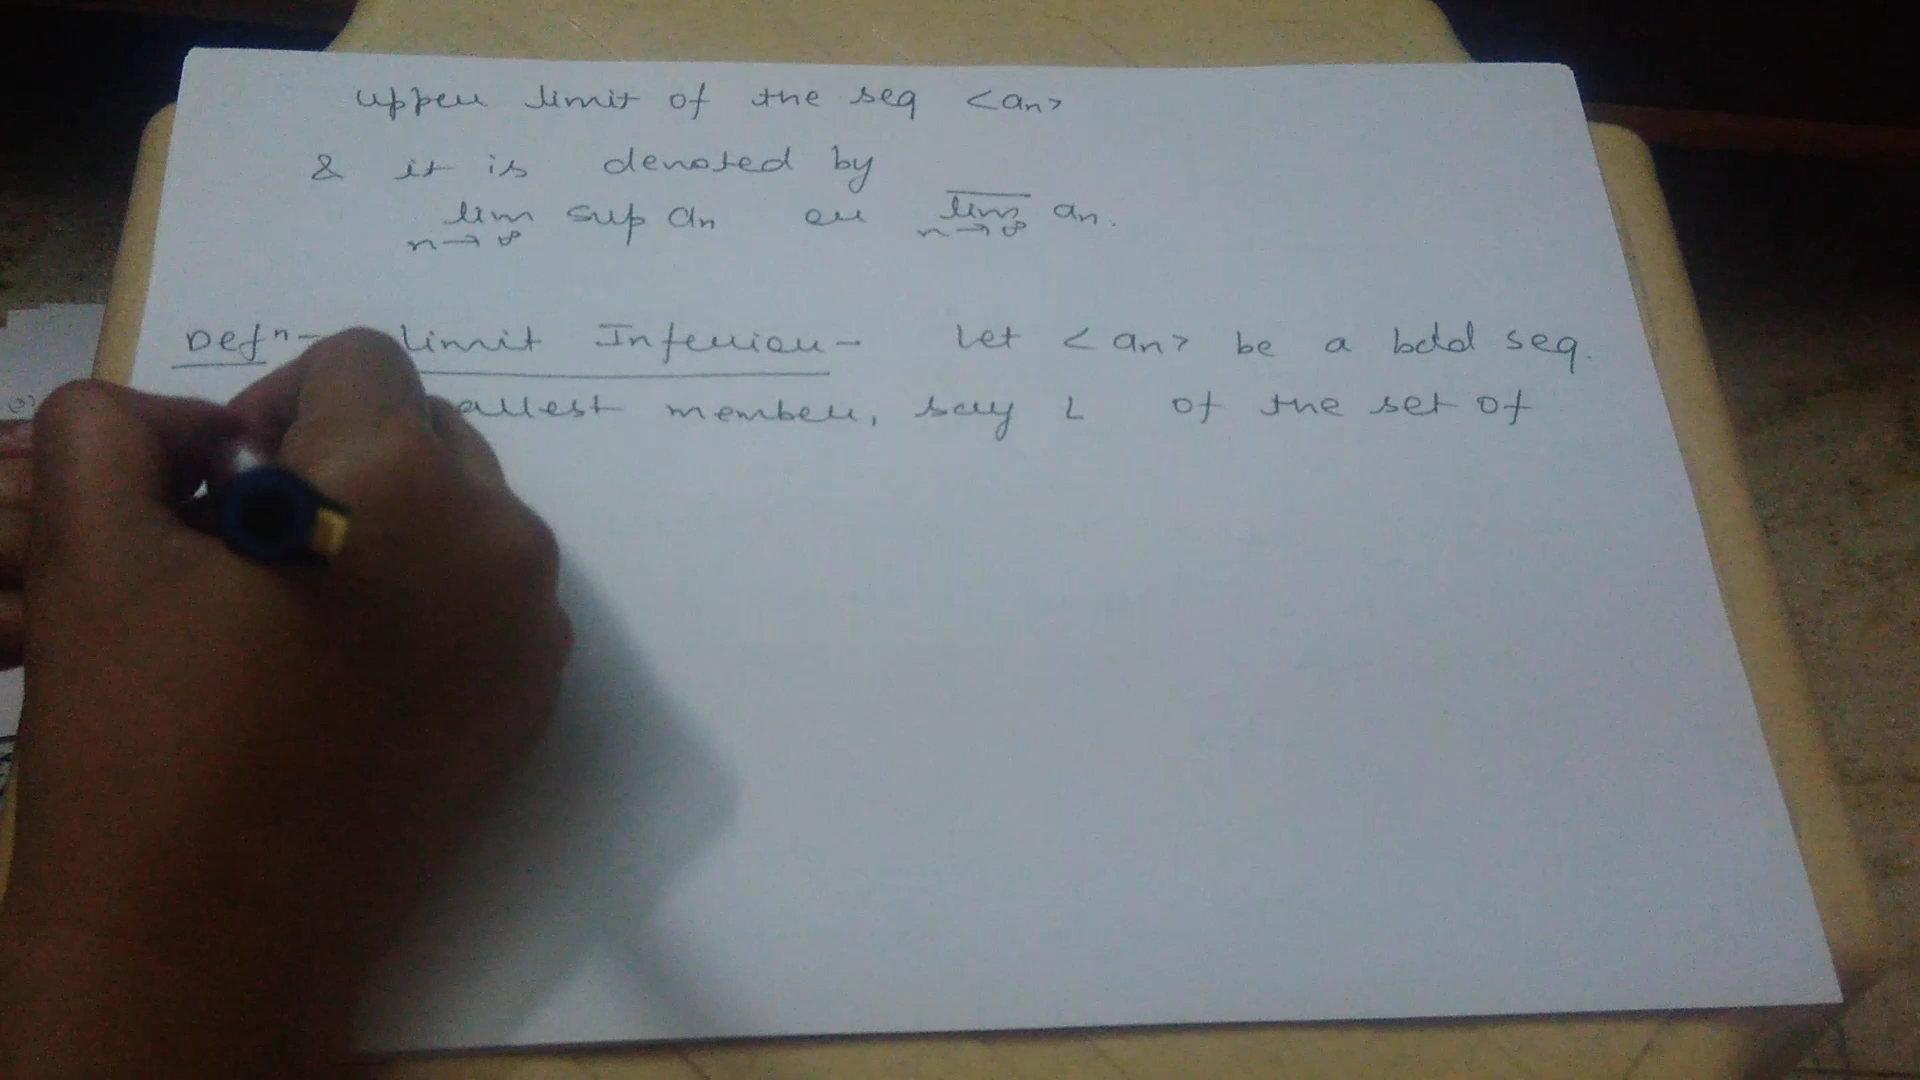 upper limit of the seq <an>
& it is denoted by
lim sup an or lim an.
n→∞ n→∞
Defn- limit Inferior- Let <an> be a bdd seq.
allest member, say L of the set of